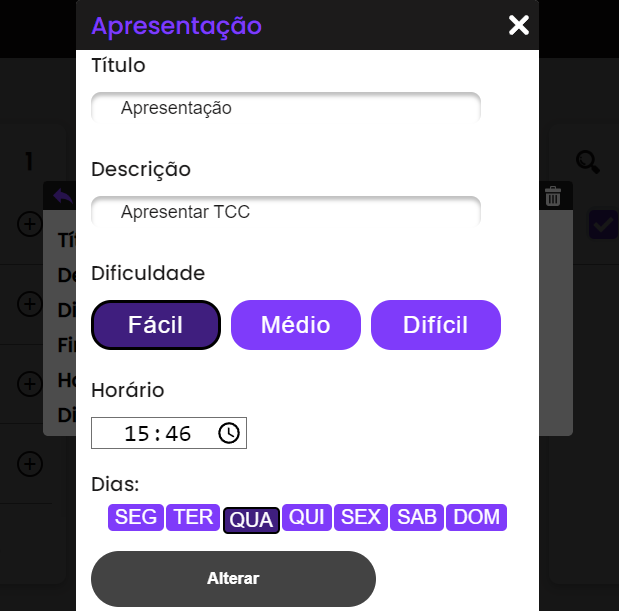 Apresentação
Título
Apresentação
1
Descrição
Apresentar TCC
Tí
De
Dificuldade
Di
Fácil Médio Difícil
Fi
Ho
Horário
Di
15:46
Dias:
SEG TER QUA QUI SEX SAB DOM
Alterar